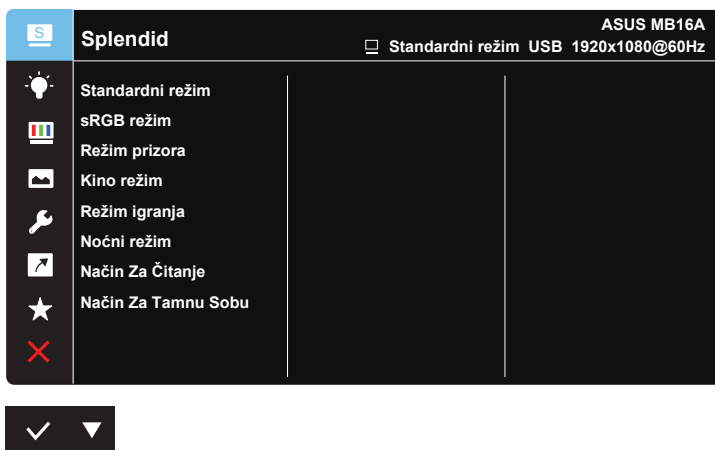 S
Splendid
ASUS MB16A
Standardni režim USB 1920x1080@60Hz
Standardni režim
sRGB režim
Režim prizora
Kino režim
Režim igranja
Noćni režim
Način Za Čitanje
Način Za Tamnu Sobu